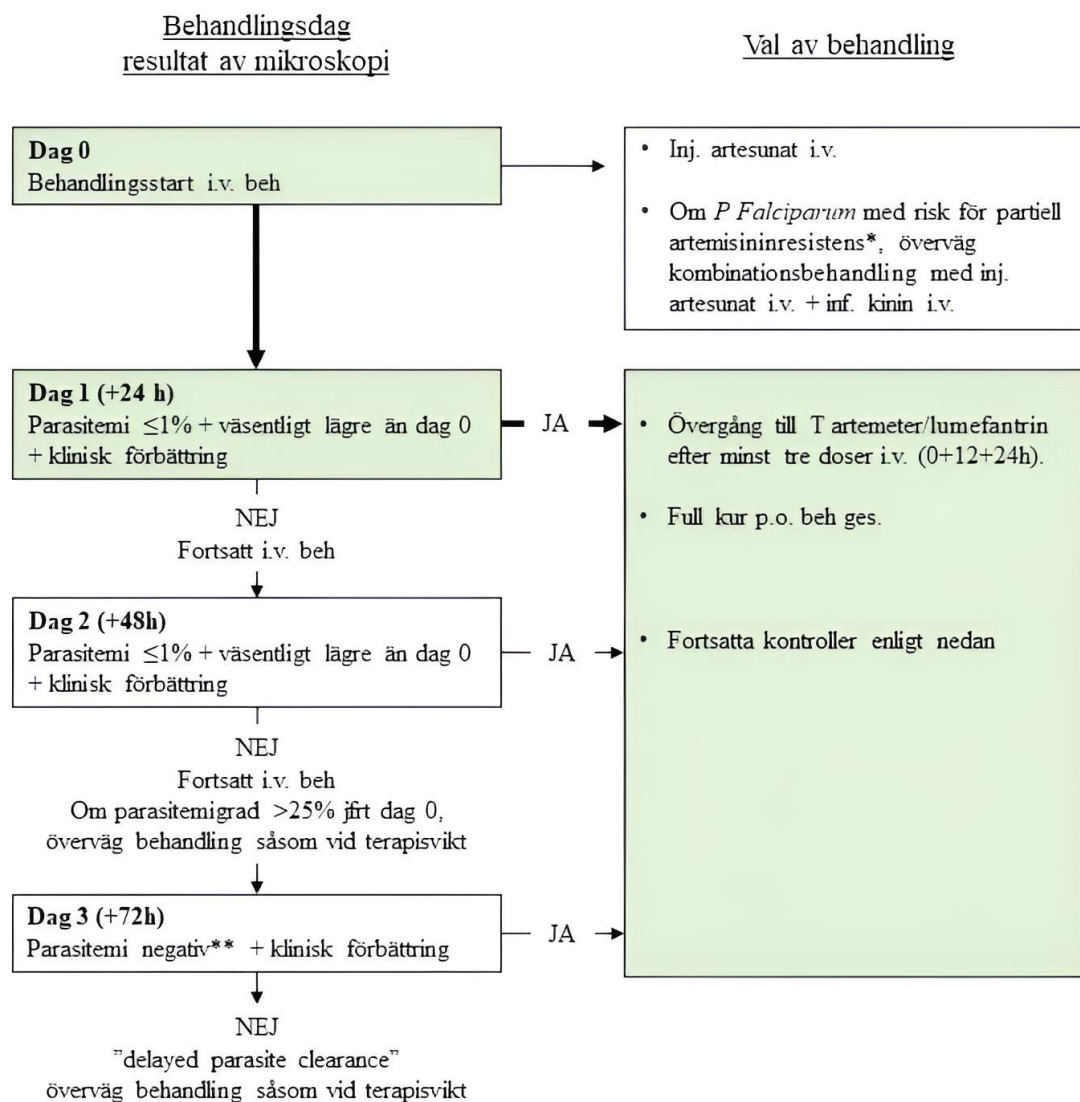 Behandlingsdag
resultat av mikroskopi
Val av behandling
Dag 0
Behandlingsstart i.v. beh
• Inj. artesunat i.v.
• Om P Falciparum med risk för partiell
artemisininresistens*, överväg
kombinationsbehandling med inj.
artesunat i.v. + inf. kinin i.v.
Dag 1 (+24 h)
Parasitemi ≤1% + väsentligt lägre än dag 0
+ klinisk förbättring
JA
• Övergång till T artemeter/lumefantrin
efter minst tre doser i.v. (0+12+24h).
• Full kur p.o. beh ges.
NEJ
Fortsatt i.v. beh
Dag 2 (+48h)
Parasitemi ≤1% + väsentligt lägre än dag 0
+ klinisk förbättring
JA
• Fortsatta kontroller enligt nedan
NEJ
Fortsatt i.v. beh
Om parasitemigrad >25% jfrt dag 0,
överväg behandling såsom vid terapisvikt
Dag 3 (+72h)
Parasitemi negativ** + klinisk förbättring
JA
NEJ
"delayed parasite clearance"
överväg behandling såsom vid terapisvikt